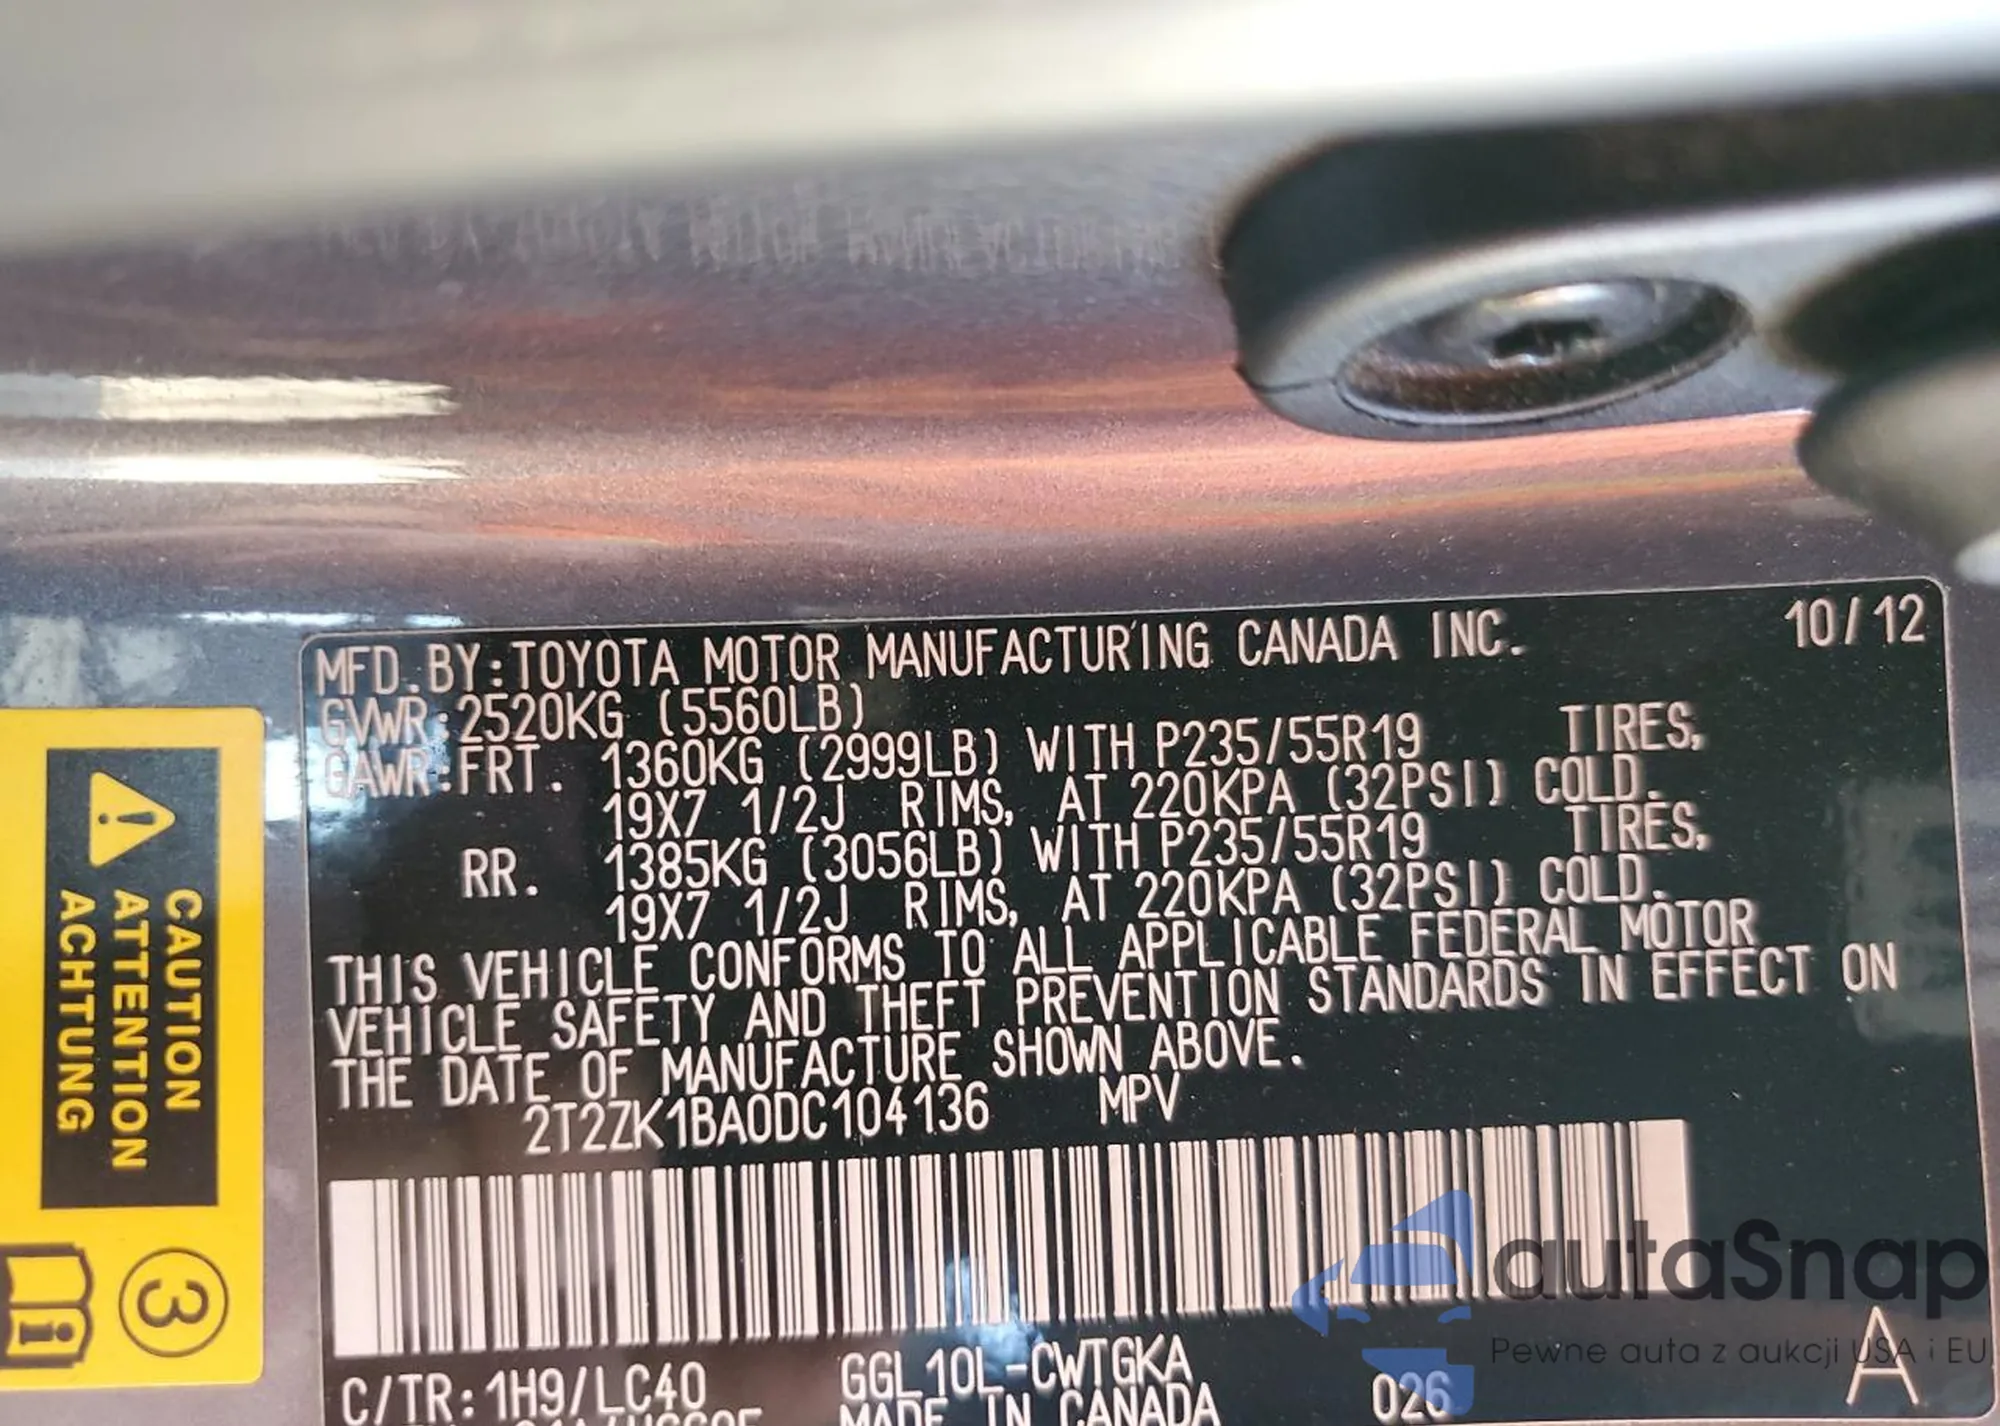 MFD. BY: TOYOTA MOTOR MANUFACTURING CANADA INC. 10/12
GVWR: 2520KG (5560LB)
GAWR: FRT. 1360KG (2999LB) WITH P235/55R19 TIRES,
19X7 1/2J RIMS, AT 220KPA (32PSI) COLD.
RR. 1385KG (3056LB) WITH P235/55R19 TIRES,
19X7 1/2J RIMS, AT 220KPA (32PSI) COLD.
THIS VEHICLE CONFORMS TO ALL APPLICABLE FEDERAL MOTOR
VEHICLE SAFETY AND THEFT PREVENTION STANDARDS IN EFFECT ON
THE DATE OF MANUFACTURE SHOWN ABOVE.
2T2ZK1BA0DC104136 MPV
C/TR: 1H9/LC40 GGL10L-CWTGKA 026 A
MADE IN CANADA
CAUTION
ATTENTION
ACHTUNG
3
i
autaSnap
Pewne auta z aukcji USA i EU